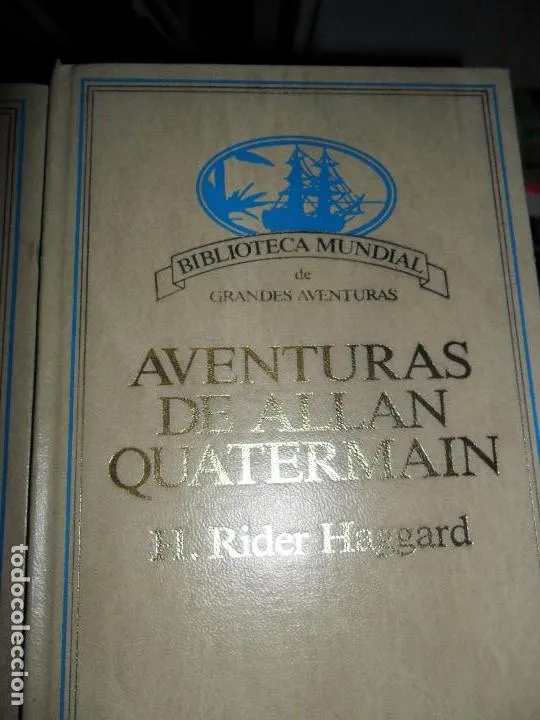 BIBLIOTECA MUNDIAL
de
GRANDES AVENTURAS
AVENTURAS
DE ALLAN
QUATERMAIN
H. Rider Haggard
todocoleccion